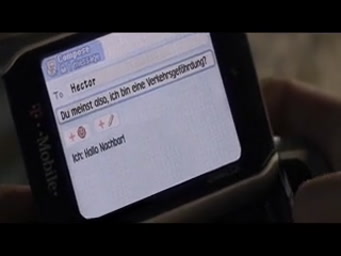 Compose
To Hector
Du meinst also, ich bin eine Verkehrsgefährdung?
Ich: Hallo Nachbar!
T · ·Mobile·